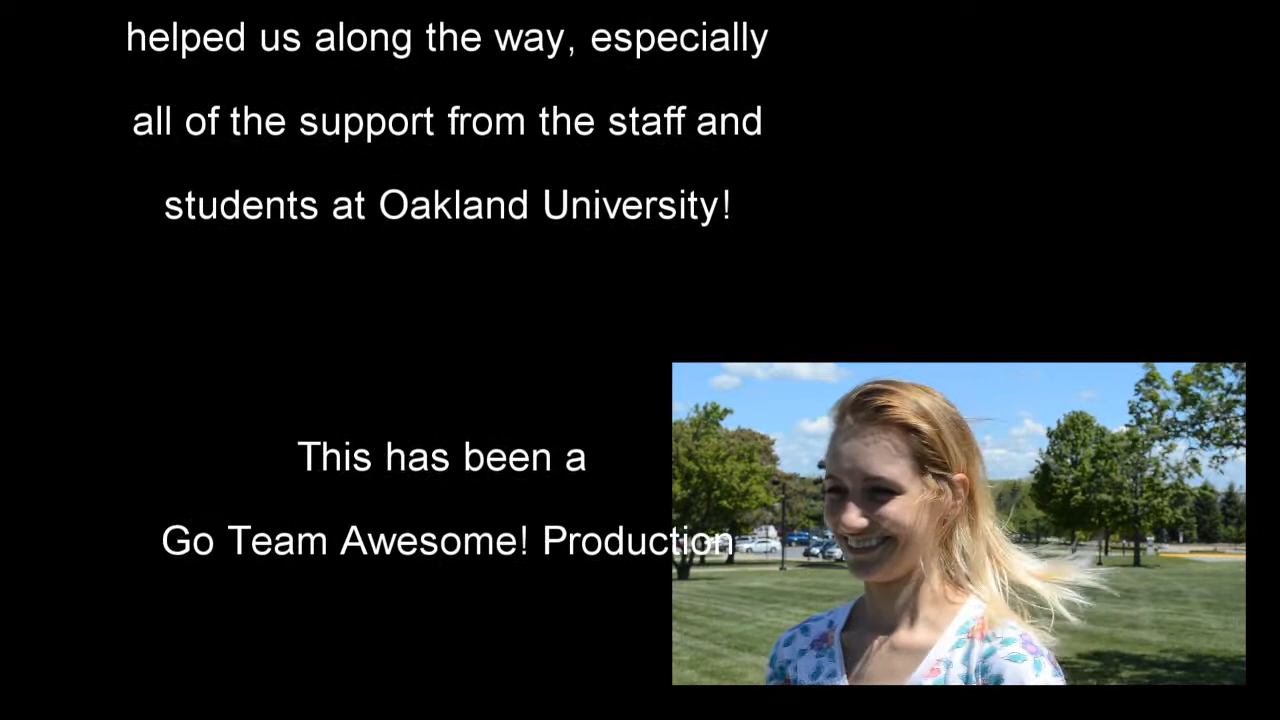 helped us along the way, especially
all of the support from the staff and
students at Oakland University!
This has been a
Go Team Awesome! Production